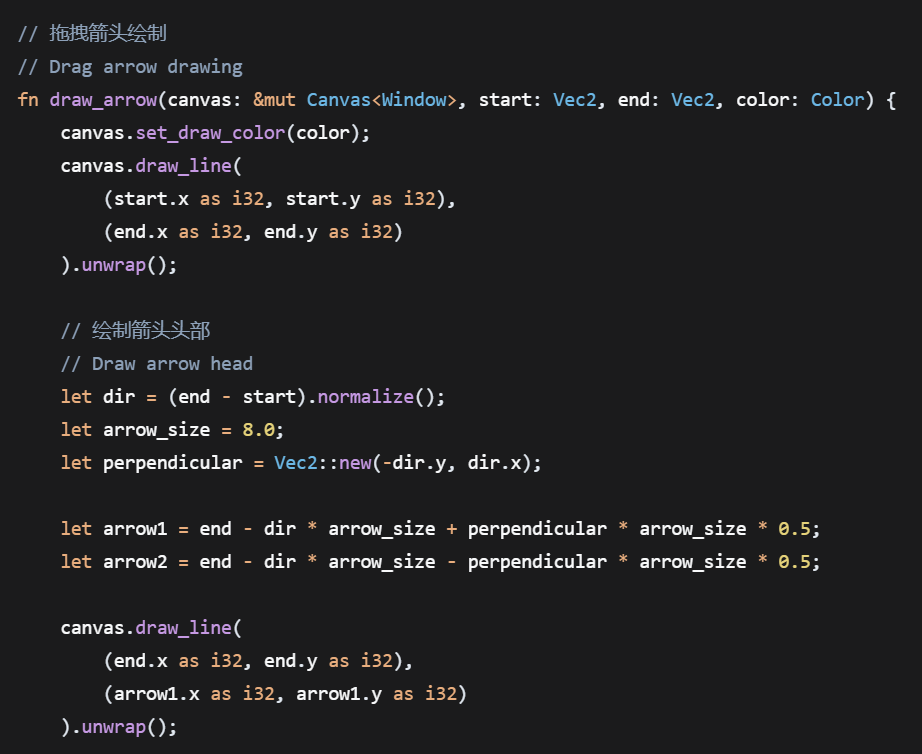 // 拖拽箭头绘制
// Drag arrow drawing
fn draw_arrow(canvas: &mut Canvas<Window>, start: Vec2, end: Vec2, color: Color) {
    canvas.set_draw_color(color);
    canvas.draw_line(
        (start.x as i32, start.y as i32),
        (end.x as i32, end.y as i32)
    ).unwrap();

    // 绘制箭头头部
    // Draw arrow head
    let dir = (end - start).normalize();
    let arrow_size = 8.0;
    let perpendicular = Vec2::new(-dir.y, dir.x);

    let arrow1 = end - dir * arrow_size + perpendicular * arrow_size * 0.5;
    let arrow2 = end - dir * arrow_size - perpendicular * arrow_size * 0.5;

    canvas.draw_line(
        (end.x as i32, end.y as i32),
        (arrow1.x as i32, arrow1.y as i32)
    ).unwrap();